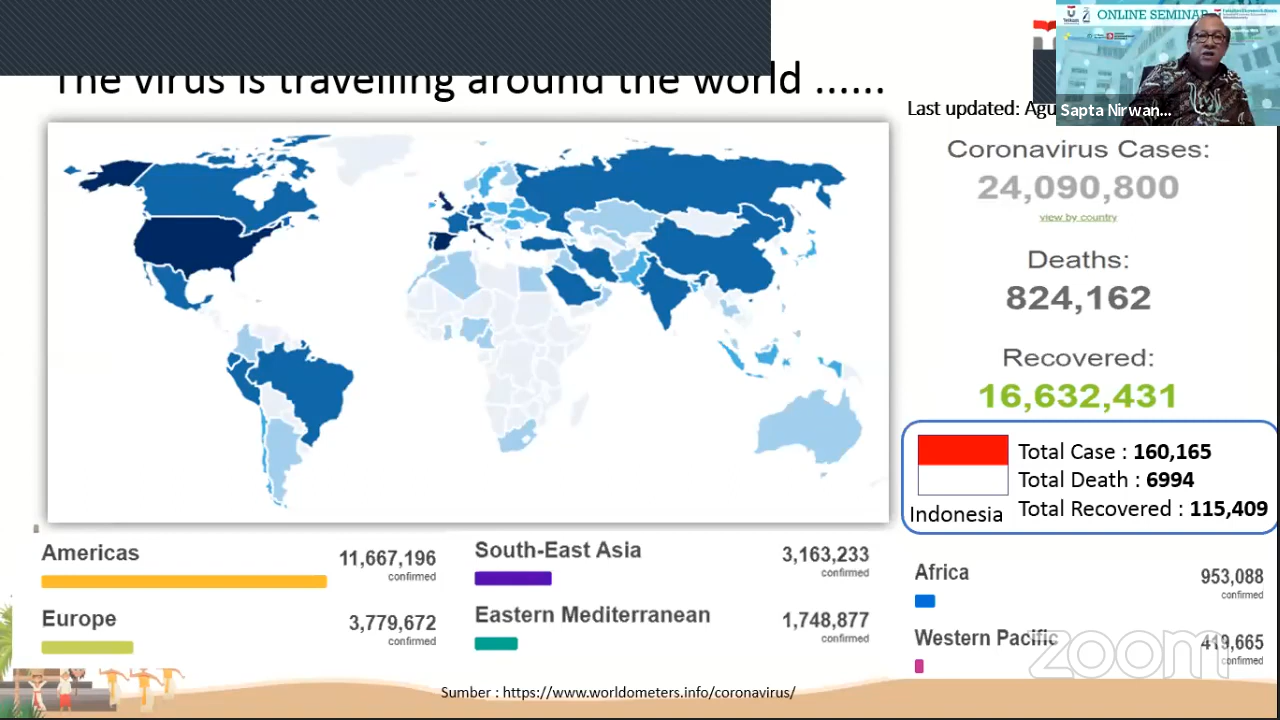 The virus is travelling around the world ......
Telkom
ONLINE SEMINAR
Sapta Nirwan...
Last updated: Agu
Coronavirus Cases:
24,090,800
view by country
Deaths:
824,162
Recovered:
16,632,431
Indonesia
Total Case : 160,165
Total Death : 6994
Total Recovered : 115,409
Americas
11,667,196
confirmed
Europe
3,779,672
confirmed
South-East Asia
3,163,233
confirmed
Eastern Mediterranean
1,748,877
confirmed
Africa
953,088
confirmed
Western Pacific
419,665
confirmed
zoom
Sumber : https://www.worldometers.info/coronavirus/